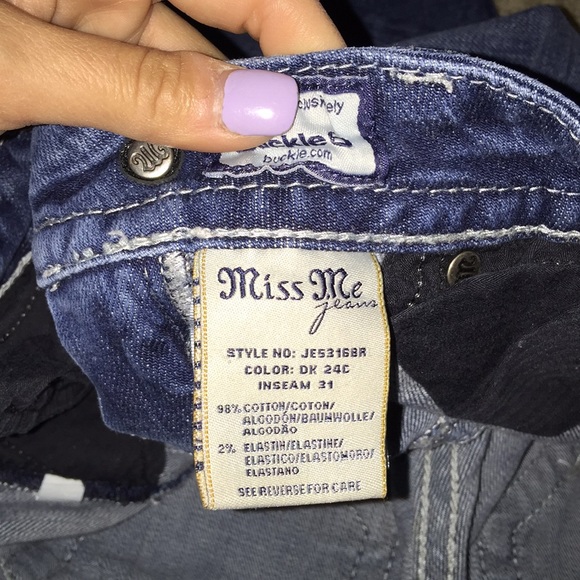 buckle.com
Miss Me
jeans
STYLE NO: JE5316BR
COLOR: DK 24C
INSEAM 31
98% COTTON/COTON/
ALGODÓN/BAUMWOLLE/
ALGODÃO
2% ELASTIN/ELASTINE/
ELASTICO/ELASTOMORO/
ELASTANO
SEE REVERSE FOR CARE